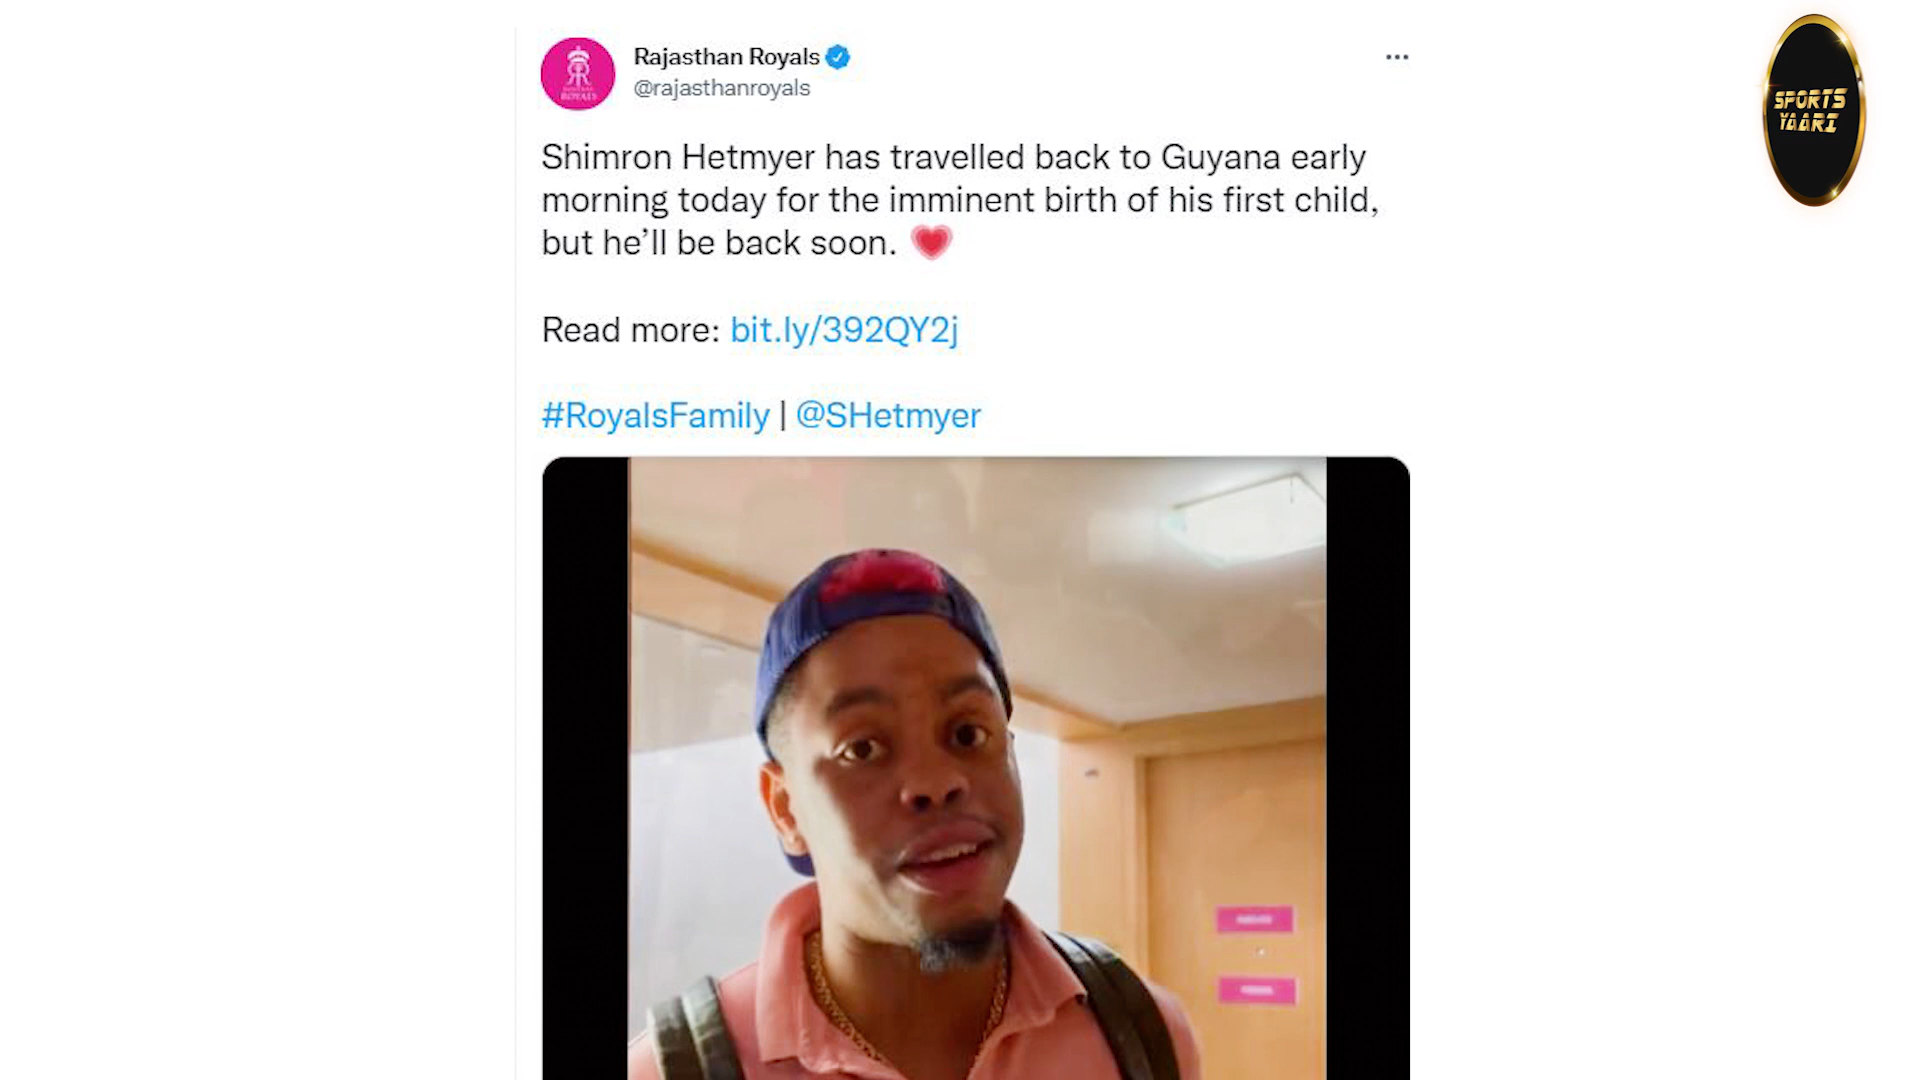 Rajasthan Royals
@rajasthanroyals
SPORTS
YAARI
Shimron Hetmyer has travelled back to Guyana early
morning today for the imminent birth of his first child,
but he’ll be back soon.
Read more: bit.ly/392QY2j
#RoyalsFamily | @SHetmyer